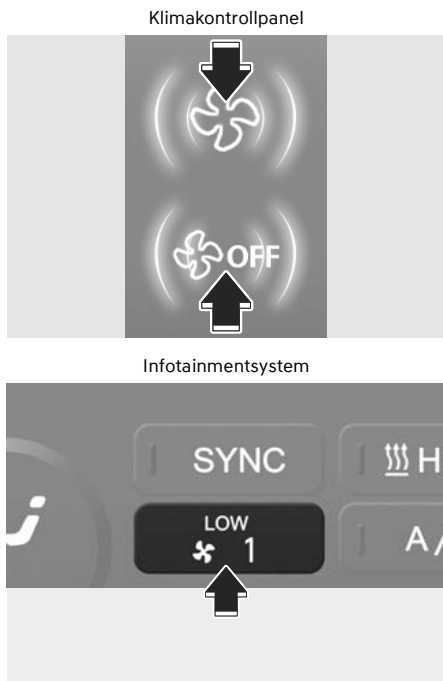 Klimakontrollpanel
OFF
Infotainmentsystem
SYNC
H
LOW
1
A/